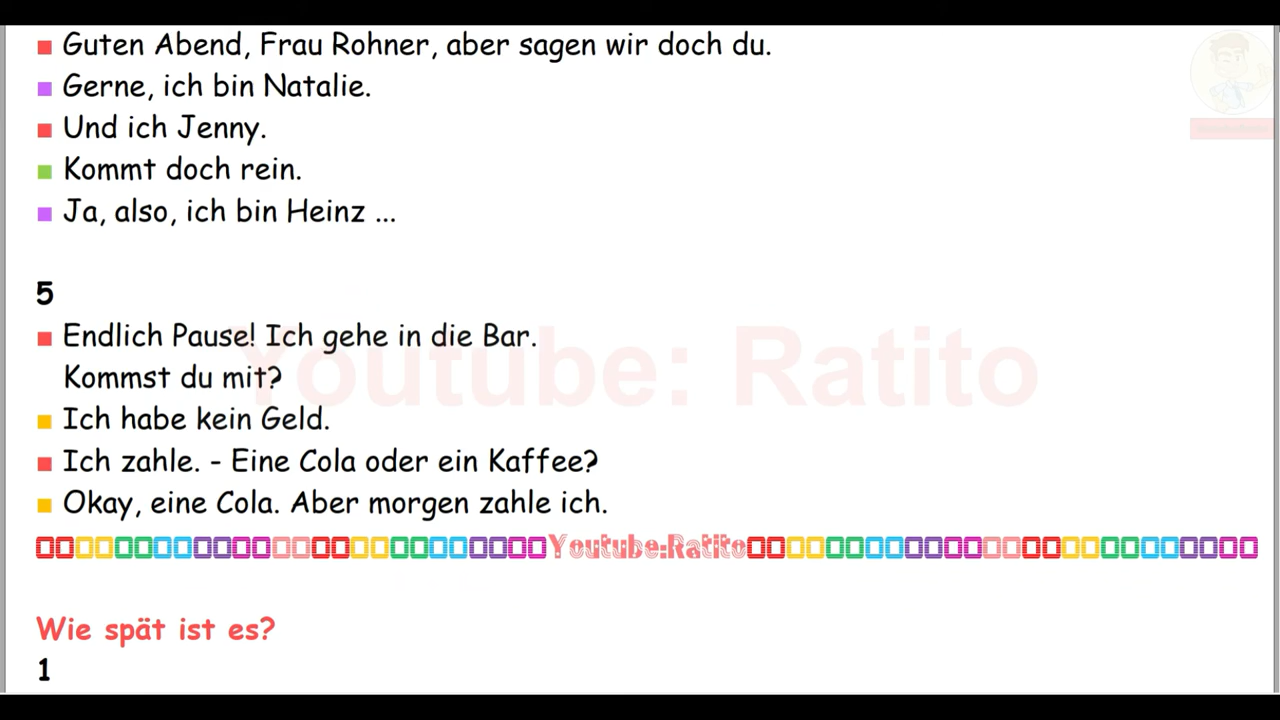 Guten Abend, Frau Rohner, aber sagen wir doch du.
Gerne, ich bin Natalie.
Und ich Jenny.
Kommt doch rein.
Ja, also, ich bin Heinz ...
5
Endlich Pause! Ich gehe in die Bar.
Kommst du mit?
Ich habe kein Geld.
Ich zahle. - Eine Cola oder ein Kaffee?
Okay, eine Cola. Aber morgen zahle ich.
Youtube: Ratito
Youtube:Ratito
Wie spät ist es?
1